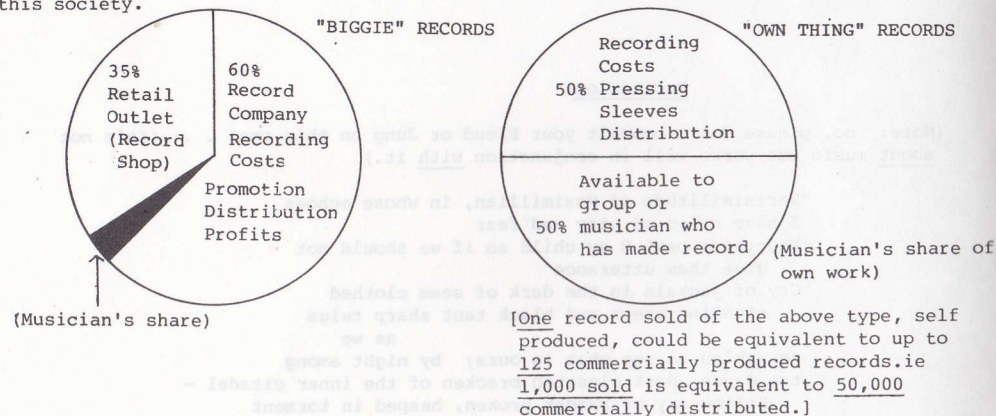 this society.
"BIGGIE" RECORDS
35%
Retail
Outlet
(Record
Shop)
60%
Record
Company
Recording
Costs
Promotion
Distribution
Profits
(Musician's share)
"OWN THING" RECORDS
Recording
Costs
50% Pressing
Sleeves
Distribution
Available to
group or
50% musician who
has made record
(Musician's share of
own work)
[One record sold of the above type, self
produced, could be equivalent to up to
125 commercially produced records.ie
1,000 sold is equivalent to 50,000
commercially distributed.]